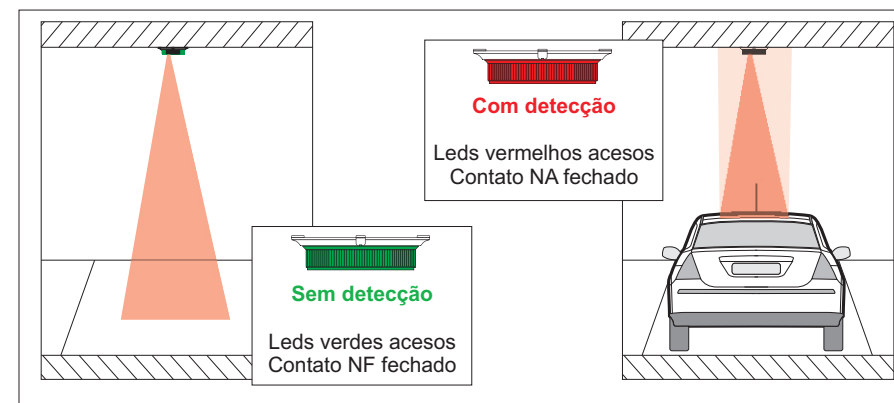 Com detecção
Leds vermelhos acesos
Contato NA fechado
Sem detecção
Leds verdes acesos
Contato NF fechado